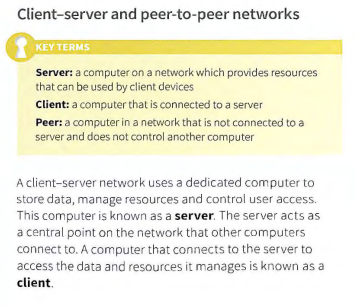 Client–server and peer-to-peer networks
KEY TERMS
Server: a computer on a network which provides resources
that can be used by client devices
Client: a computer that is connected to a server
Peer: a computer in a network that is not connected to a
server and does not control another computer
A client–server network uses a dedicated computer to
store data, manage resources and control user access.
This computer is known as a server. The server acts as
a central point on the network that other computers
connect to. A computer that connects to the server to
access the data and resources it manages is known as a
client.